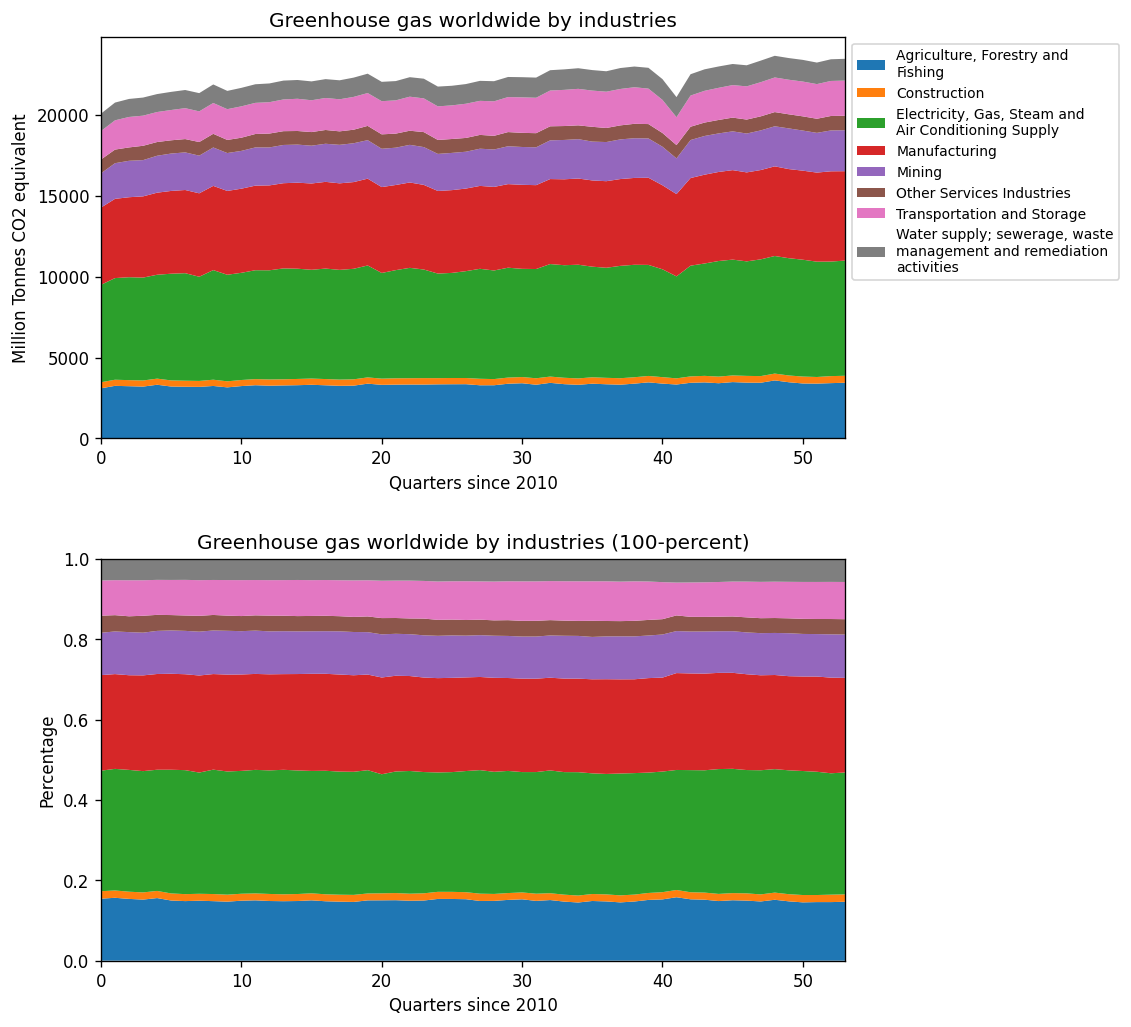 Greenhouse gas worldwide by industries
Million Tonnes CO2 equivalent
20000
15000
10000
5000
0
0 10 20 30 40 50
Quarters since 2010
Agriculture, Forestry and
Fishing
Construction
Electricity, Gas, Steam and
Air Conditioning Supply
Manufacturing
Mining
Other Services Industries
Transportation and Storage
Water supply; sewerage, waste
management and remediation
activities
Greenhouse gas worldwide by industries (100-percent)
Percentage
1.0
0.8
0.6
0.4
0.2
0.0
0 10 20 30 40 50
Quarters since 2010